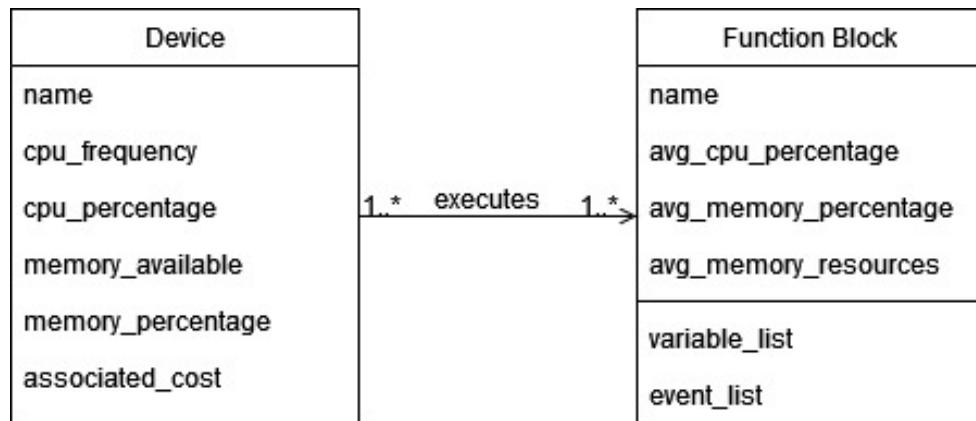 Device
name
cpu_frequency
cpu_percentage
memory_available
memory_percentage
associated_cost
1..* executes 1..*
Function Block
name
avg_cpu_percentage
avg_memory_percentage
avg_memory_resources
variable_list
event_list